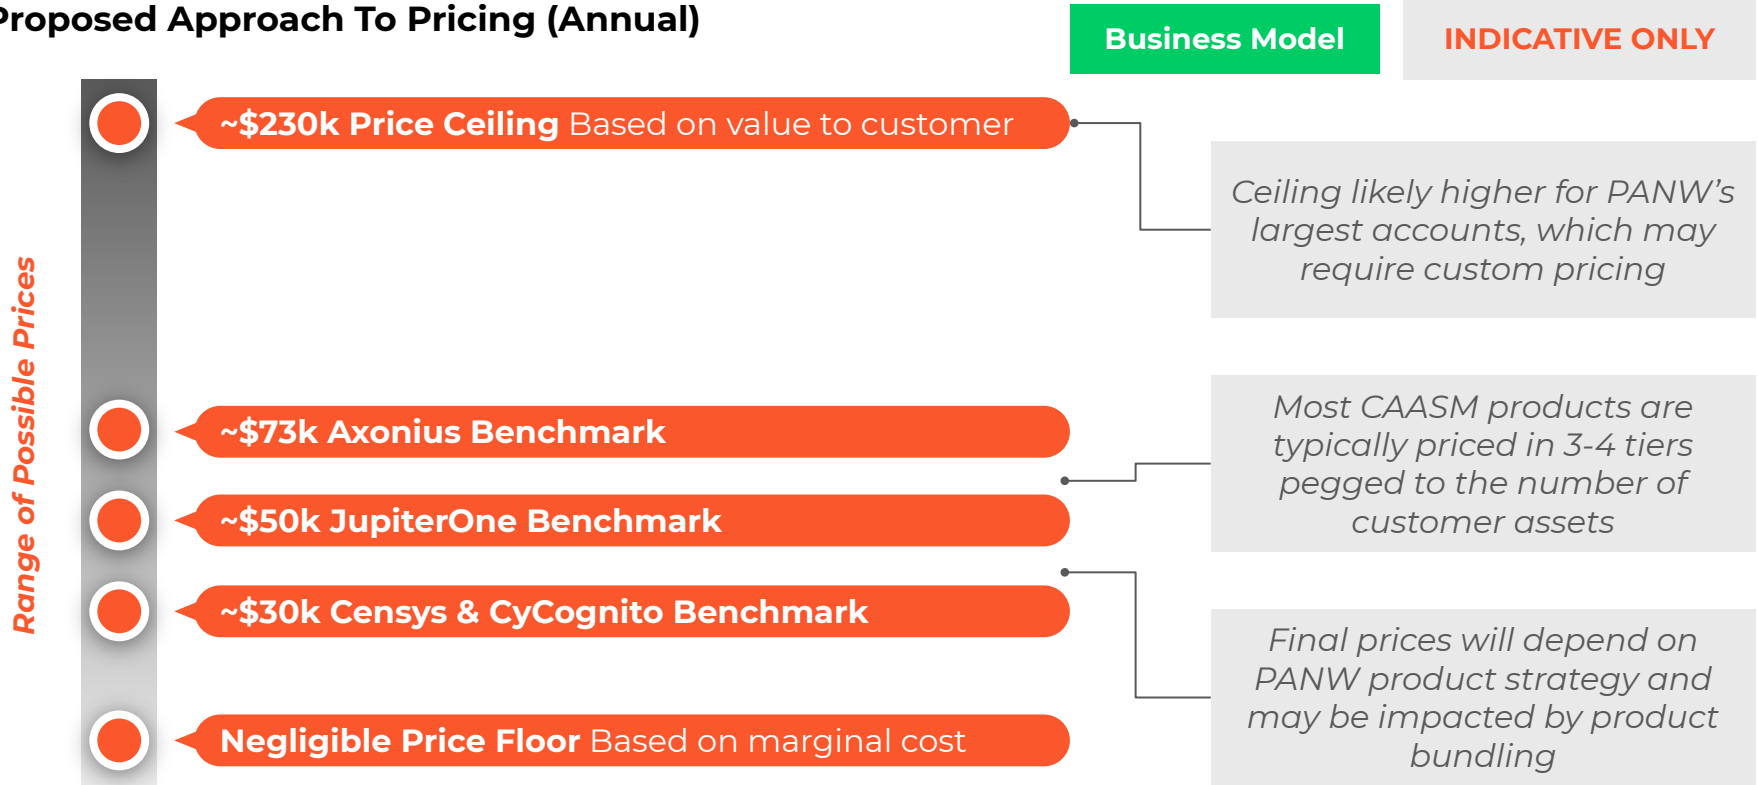 Proposed Approach To Pricing (Annual)
Business Model
INDICATIVE ONLY
Range of Possible Prices
~$230k Price Ceiling Based on value to customer
Ceiling likely higher for PANW’s
largest accounts, which may
require custom pricing
~$73k Axonius Benchmark
Most CAASM products are
typically priced in 3-4 tiers
pegged to the number of
customer assets
~$50k JupiterOne Benchmark
~$30k Censys & CyCognito Benchmark
Final prices will depend on
PANW product strategy and
may be impacted by product
bundling
Negligible Price Floor Based on marginal cost